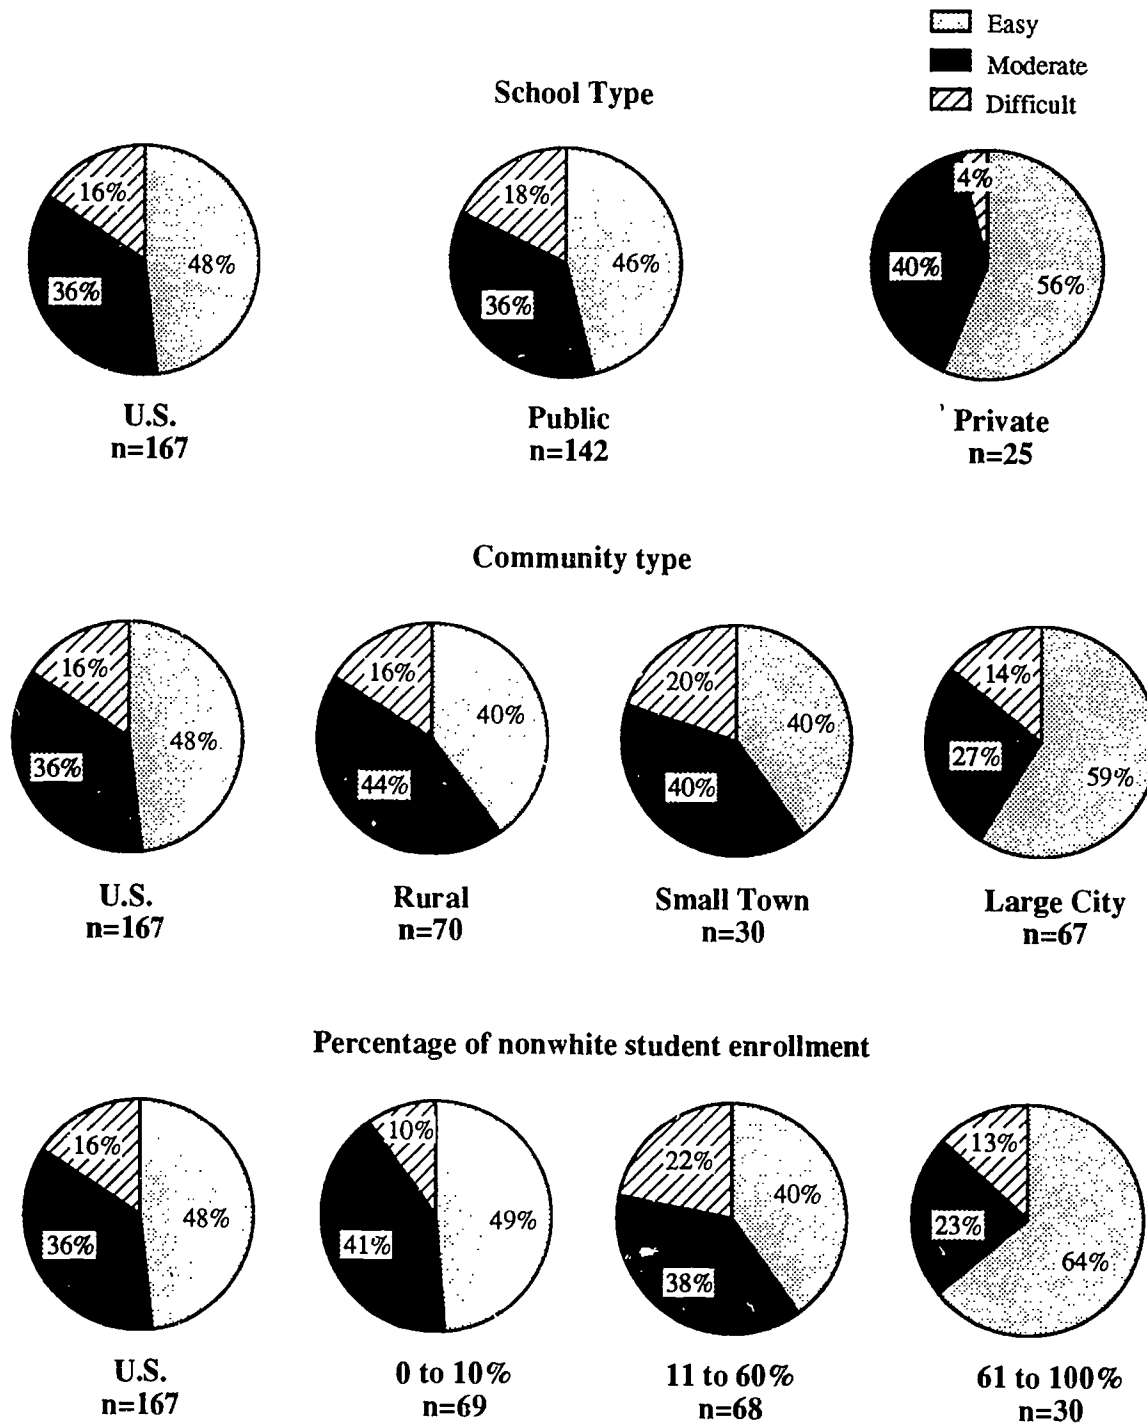 Easy
Moderate
Difficult
School Type
16%
48%
36%
18%
46%
36%
4%
40%
56%
U.S.
n=167
Public
n=142
Private
n=25
Community type
16%
48%
36%
16%
40%
44%
20%
40%
40%
14%
27%
59%
U.S.
n=167
Rural
n=70
Small Town
n=30
Large City
n=67
Percentage of nonwhite student enrollment
16%
48%
36%
10%
49%
41%
22%
40%
38%
13%
23%
64%
U.S.
n=167
0 to 10%
n=69
11 to 60%
n=68
61 to 100%
n=30